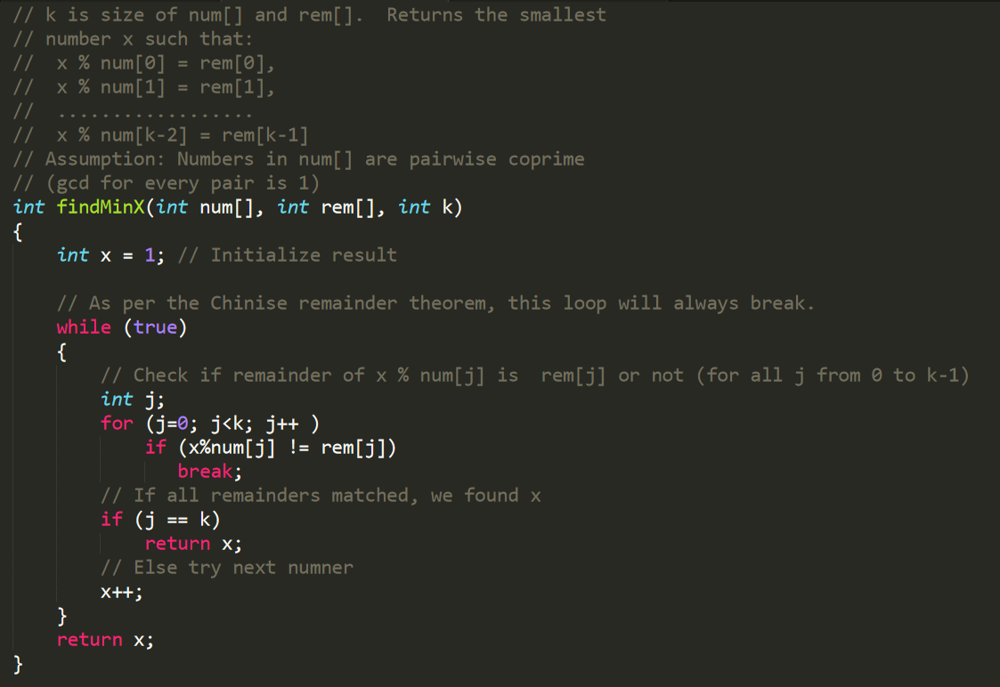 // k is size of num[] and rem[].  Returns the smallest
// number x such that:
//  x % num[0] = rem[0],
//  x % num[1] = rem[1],
//  ..................
//  x % num[k-2] = rem[k-1]
// Assumption: Numbers in num[] are pairwise coprime
// (gcd for every pair is 1)
int findMinX(int num[], int rem[], int k)
{
    int x = 1; // Initialize result

    // As per the Chinise remainder theorem, this loop will always break.
    while (true)
    {
        // Check if remainder of x % num[j] is  rem[j] or not (for all j from 0 to k-1)
        int j;
        for (j=0; j<k; j++ )
            if (x%num[j] != rem[j])
               break;
        // If all remainders matched, we found x
        if (j == k)
            return x;
        // Else try next numner
        x++;
    }
    return x;
}